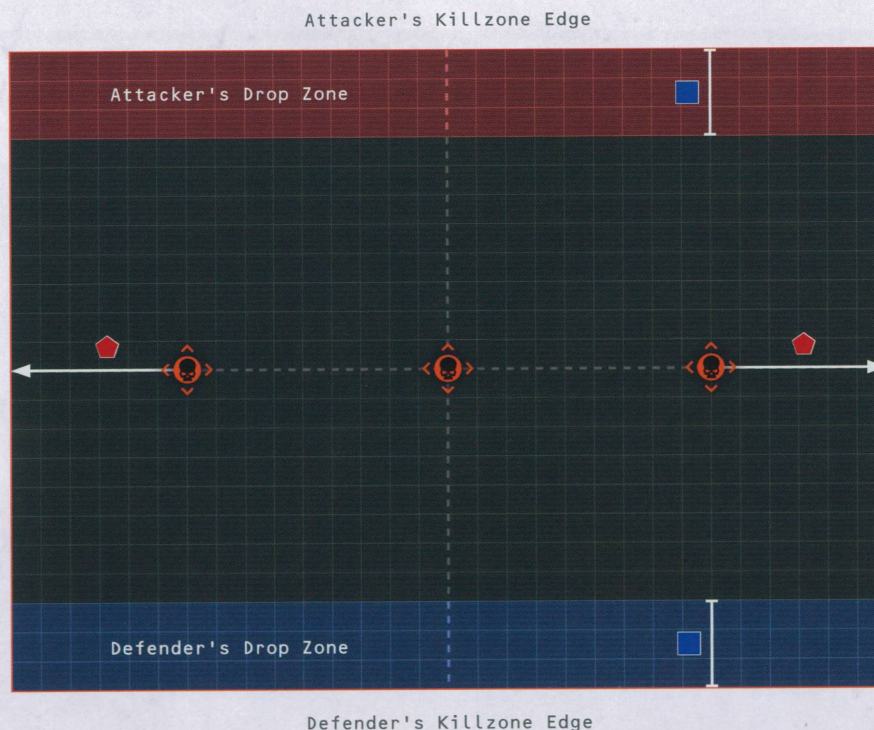 Attacker's Killzone Edge
Attacker's Drop Zone
Defender's Drop Zone
Defender's Killzone Edge